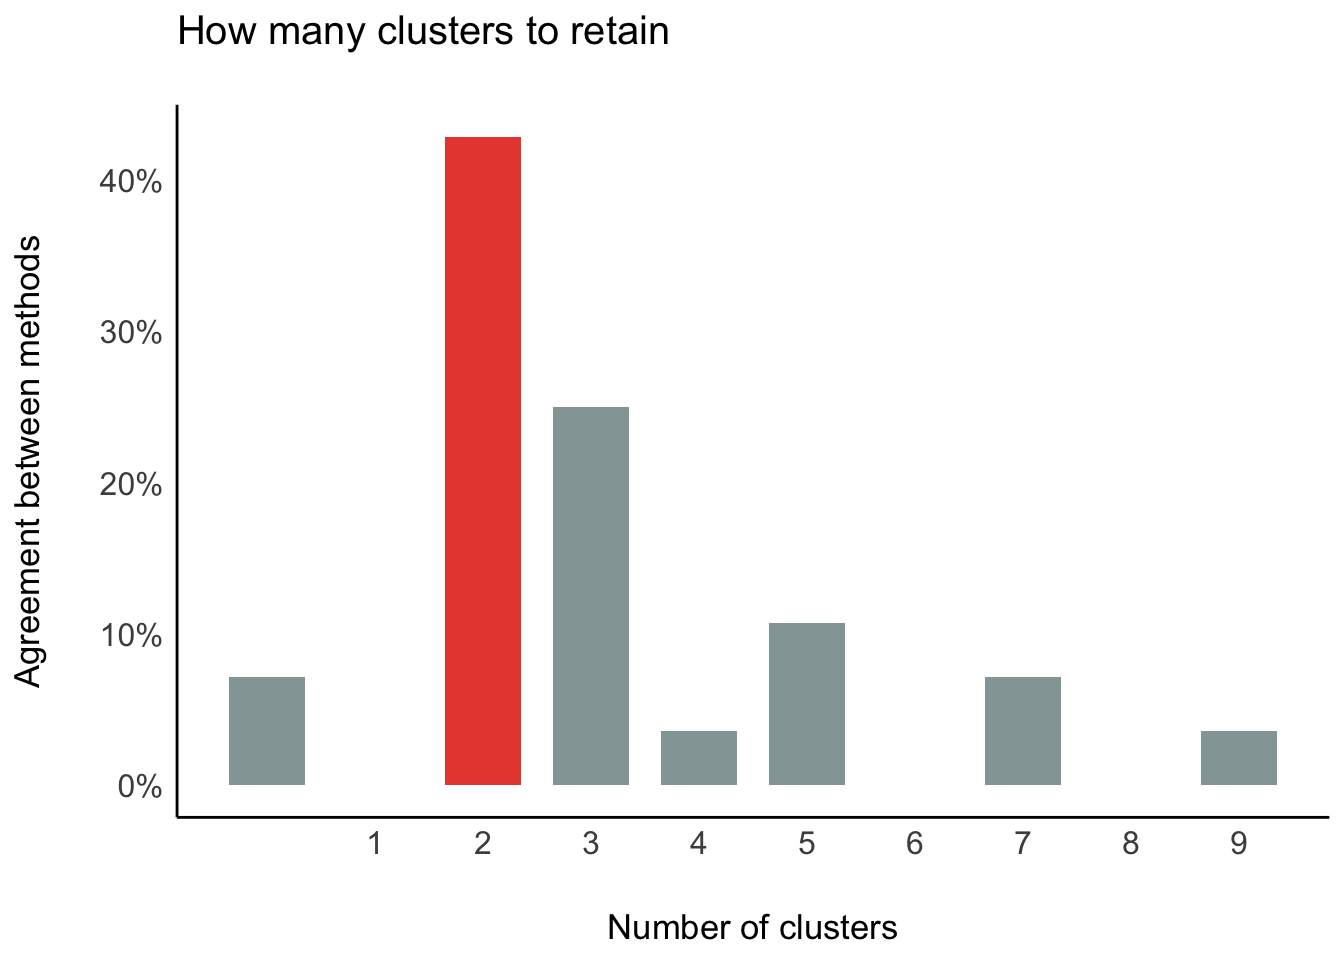 How many clusters to retain
Agreement between methods
40%
30%
20%
10%
0%
1 2 3 4 5 6 7 8 9
Number of clusters